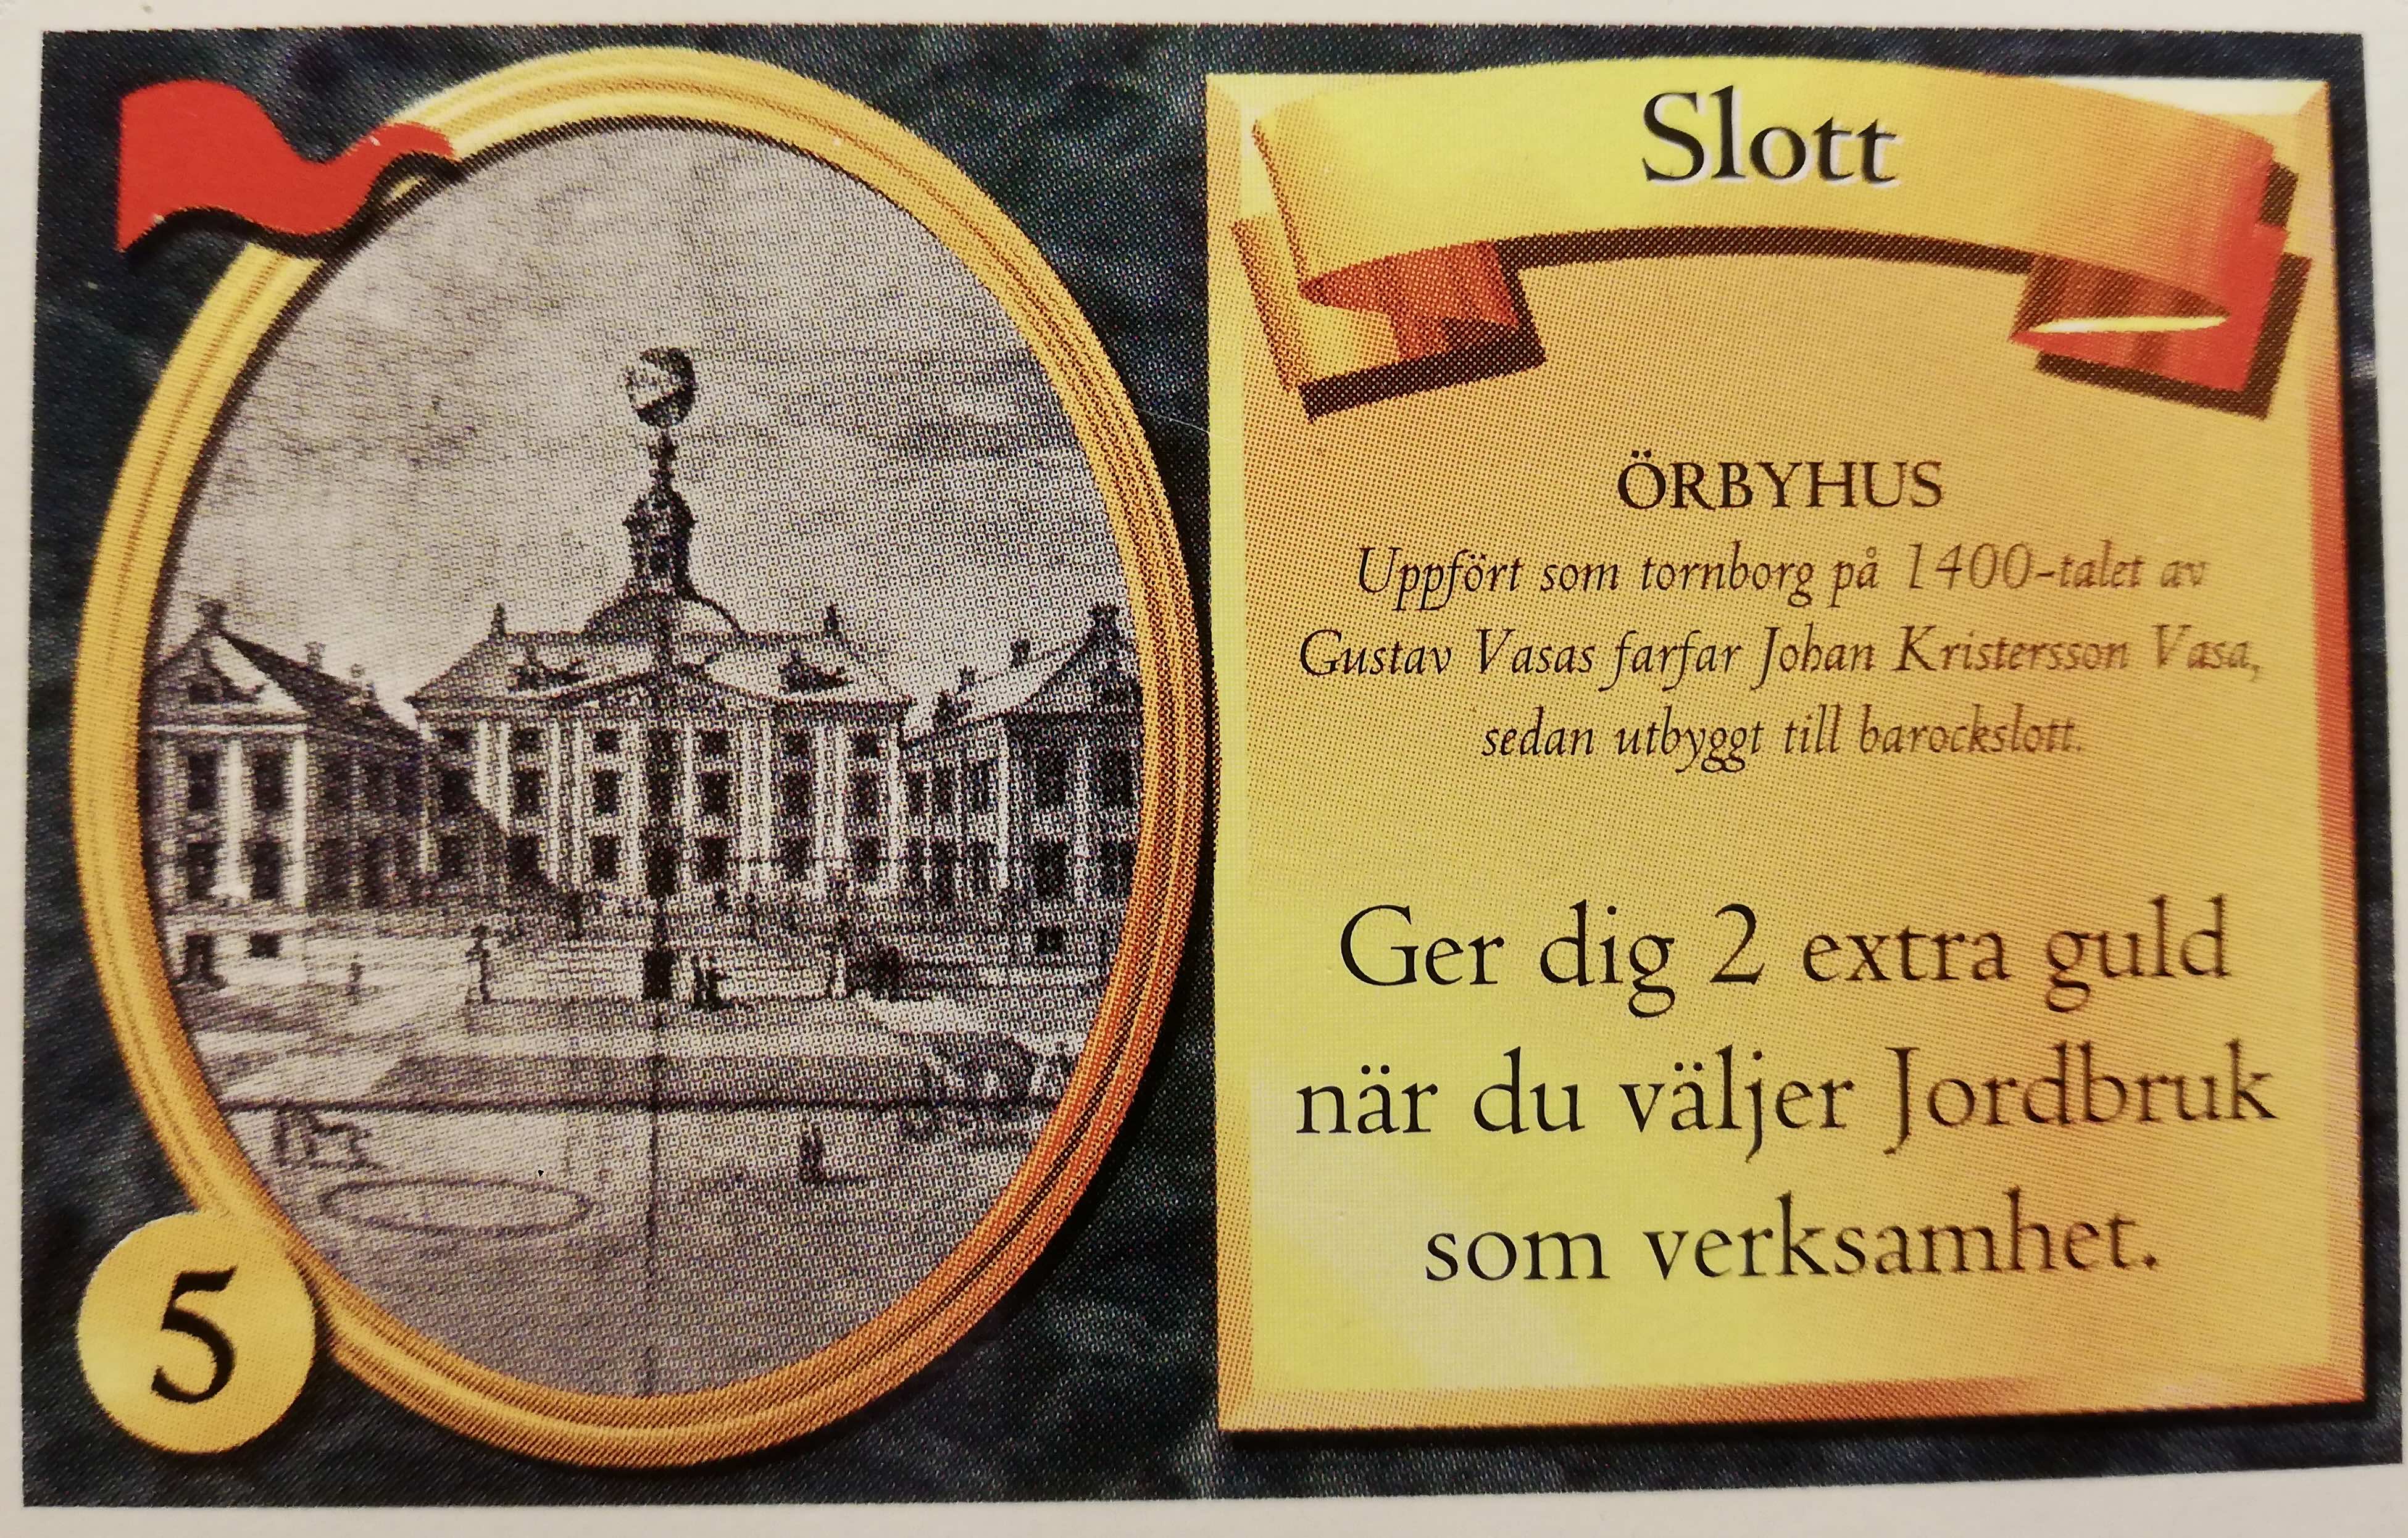 Slott
ÖRBYHUS
Uppfört som tornborg på 1400-talet av
Gustav Vasas farfar Johan Kristersson Vasa,
sedan utbyggt till barockslott.
Ger dig 2 extra guld
när du väljer Jordbruk
som verksamhet.
5